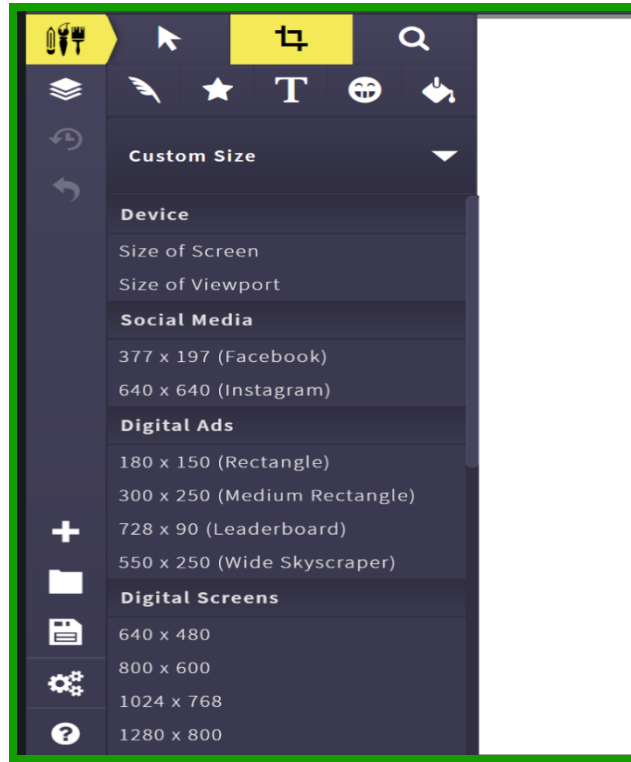 T
Custom Size
Device
Size of Screen
Size of Viewport
Social Media
377 x 197 (Facebook)
640 x 640 (Instagram)
Digital Ads
180 x 150 (Rectangle)
300 x 250 (Medium Rectangle)
728 x 90 (Leaderboard)
550 x 250 (Wide Skyscraper)
Digital Screens
640 x 480
800 x 600
1024 x 768
1280 x 800
?